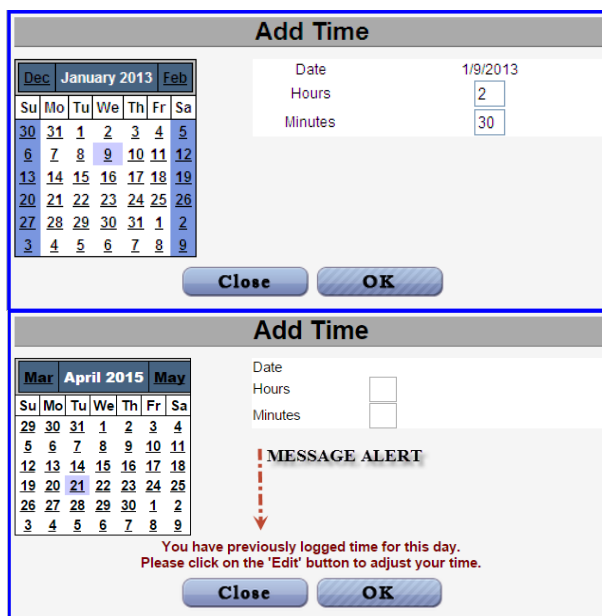 Add Time
Dec January 2013 Feb
Su Mo Tu We Th Fr Sa
30 31 1 2 3 4 5
6 7 8 9 10 11 12
13 14 15 16 17 18 19
20 21 22 23 24 25 26
27 28 29 30 31 1 2
3 4 5 6 7 8 9
Date 1/9/2013
Hours 2
Minutes 30
Close OK
Add Time
Mar April 2015 May
Su Mo Tu We Th Fr Sa
29 30 31 1 2 3 4
5 6 7 8 9 10 11
12 13 14 15 16 17 18
19 20 21 22 23 24 25
26 27 28 29 30 1 2
3 4 5 6 7 8 9
Date
Hours
Minutes
MESSAGE ALERT
You have previously logged time for this day.
Please click on the 'Edit' button to adjust your time.
Close OK